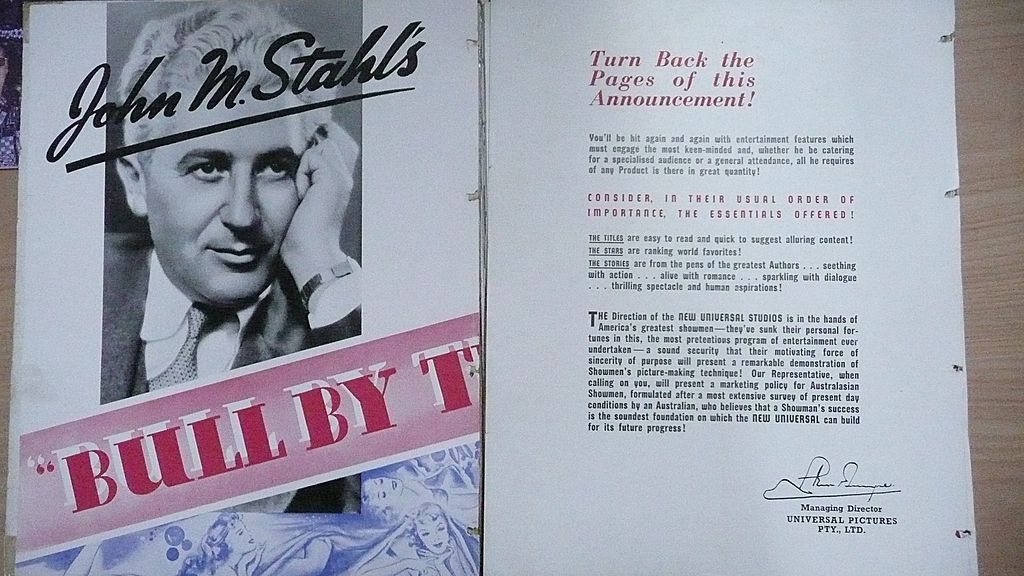 John M. Stahl's
"BULL BY T
Turn Back the
Pages of this
Announcement!
You'll be hit again and again with entertainment features which
must engage the most keen-minded and, whether he be catering
for a specialised audience or a general attendance, all he requires
of any Product is there in great quantity!
CONSIDER, IN THEIR USUAL ORDER OF
IMPORTANCE, THE ESSENTIALS OFFERED!
THE TITLES are easy to read and quick to suggest alluring content!
THE STARS are ranking world favorites!
THE STORIES are from the pens of the greatest Authors . . . seething
with action . . . alive with romance . . . sparkling with dialogue
. . . thrilling spectacle and human aspirations!
THE Direction of the NEW UNIVERSAL STUDIOS is in the hands of
America's greatest showmen—they've sunk their personal for-
tunes in this, the most pretentious program of entertainment ever
undertaken—a sound security that their motivating force of
sincerity of purpose will present a remarkable demonstration of
Showmen's picture-making technique! Our Representative, when
calling on you, will present a marketing policy for Australasian
Showmen, formulated after a most extensive survey of present day
conditions by an Australian, who believes that a Showman's success
is the soundest foundation on which the NEW UNIVERSAL can build
for its future progress!
Managing Director
UNIVERSAL PICTURES
PTY., LTD.